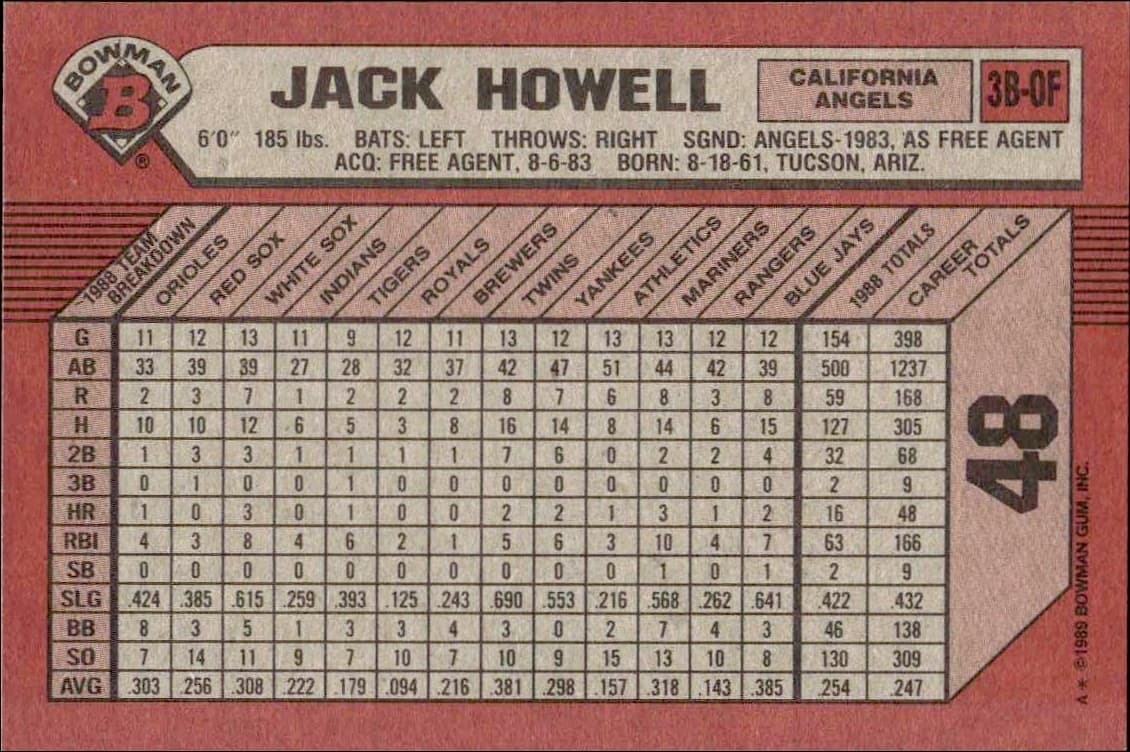 BOWMAN
B
®
JACK HOWELL
CALIFORNIA
ANGELS
3B-OF
6'0" 185 lbs. BATS: LEFT THROWS: RIGHT SGND: ANGELS-1983, AS FREE AGENT
ACQ: FREE AGENT, 8-6-83 BORN: 8-18-61, TUCSON, ARIZ.
1988 TEAM BREAKDOWN ORIOLES RED SOX WHITE SOX INDIANS TIGERS ROYALS BREWERS TWINS YANKEES ATHLETICS MARINERS RANGERS BLUE JAYS 1988 TOTALS CAREER TOTALS
G 11 12 13 11 9 12 11 13 12 13 13 12 12 154 398
AB 33 39 39 27 28 32 37 42 47 51 44 42 39 500 1237
R 2 3 7 1 2 2 2 8 7 6 8 3 8 59 168
H 10 10 12 6 5 3 8 16 14 8 14 6 15 127 305
2B 1 3 3 1 1 1 1 7 6 0 2 2 4 32 68
3B 0 1 0 0 1 0 0 0 0 0 0 0 0 2 9
HR 1 0 3 0 1 0 0 2 2 1 3 1 2 16 48
RBI 4 3 8 4 6 2 1 5 6 3 10 4 7 63 166
SB 0 0 0 0 0 0 0 0 0 0 1 0 1 2 9
SLG .424 .385 .615 .259 .393 .125 .243 .690 .553 .216 .568 .262 .641 .422 .432
BB 8 3 5 1 3 3 4 3 0 2 7 4 3 46 138
SO 7 14 11 9 7 10 7 10 9 15 13 10 8 130 309
AVG .303 .256 .308 .222 .179 .094 .216 .381 .298 .157 .318 .143 .385 .254 .247
48
A * ©1989 BOWMAN GUM, INC.